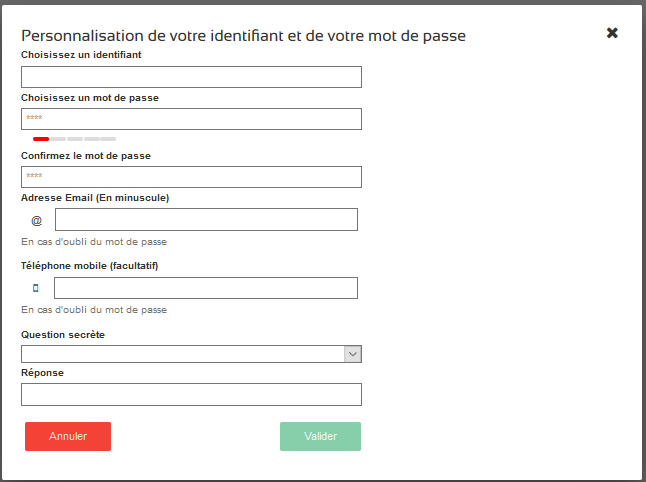 Personnalisation de votre identifiant et de votre mot de passe
Choisissez un identifiant
Choisissez un mot de passe
****
Confirmez le mot de passe
****
Adresse Email (En minuscule)
@
En cas d'oubli du mot de passe
Téléphone mobile (facultatif)
En cas d'oubli du mot de passe
Question secrète
Réponse
Annuler
Valider